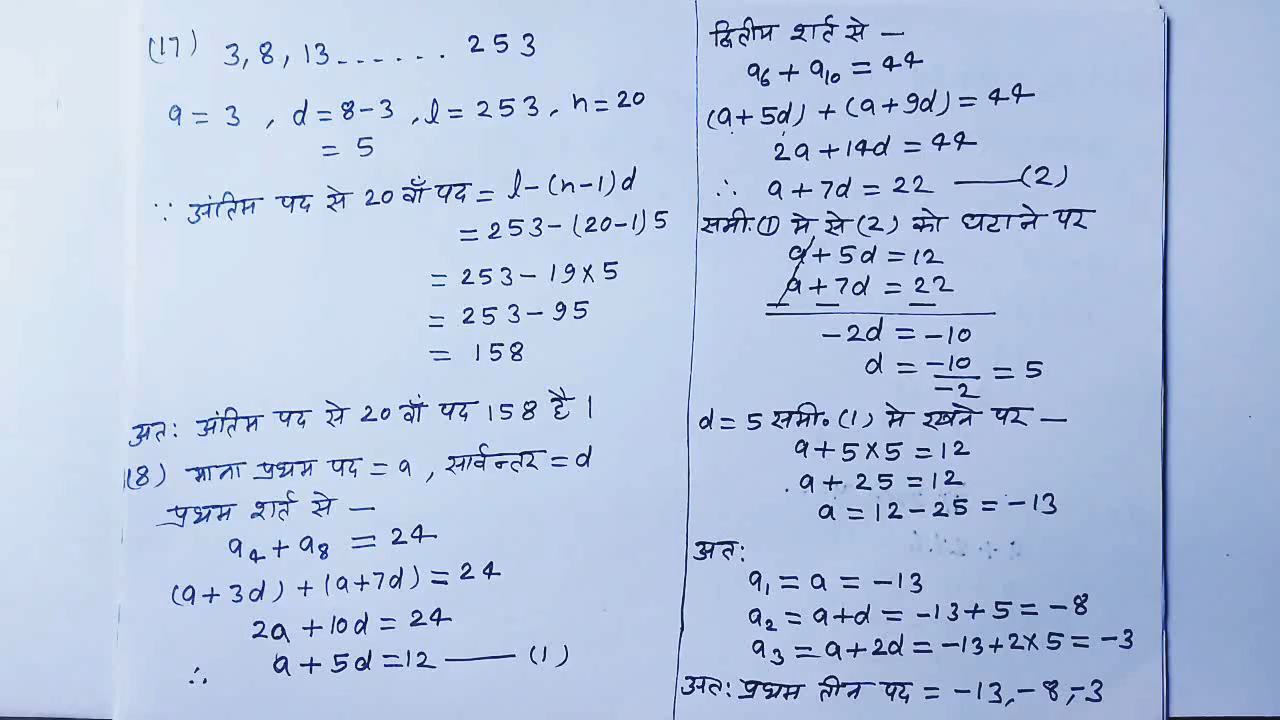 (17) 3, 8, 13 - - . . . . . . 253
a = 3 , d = 8 - 3 , l = 253 , n = 20
= 5
∵ अंतिम पद से 20 वाँ पद = l - (n - 1) d
= 253 - (20 - 1) 5
= 253 - 19 × 5
= 253 - 95
= 158
अतः अंतिम पद से 20 वाँ पद 158 है ।
(18) माना प्रथम पद = a , सार्वन्तर = d
प्रथम शर्त से —
a₄ + a₈ = 24
(a + 3d) + (a + 7d) = 24
2a + 10d = 24
∴ a + 5d = 12 —— (1)
द्वितीय शर्त से —
a₆ + a₁₀ = 44
(a + 5d) + (a + 9d) = 44
2a + 14d = 44
∴ a + 7d = 22 ——(2)
समी. ① मे से (2) को घटाने पर
a + 5d = 12
a + 7d = 22
— — —
-2d = -10
d = -10/-2 = 5
d = 5 समी. (1) मे रखने पर —
a + 5 × 5 = 12
a + 25 = 12
a = 12 - 25 = -13
अतः
a₁ = a = -13
a₂ = a + d = -13 + 5 = -8
a₃ = a + 2d = -13 + 2 × 5 = -3
अतः प्रथम तीन पद = -13, -8, -3